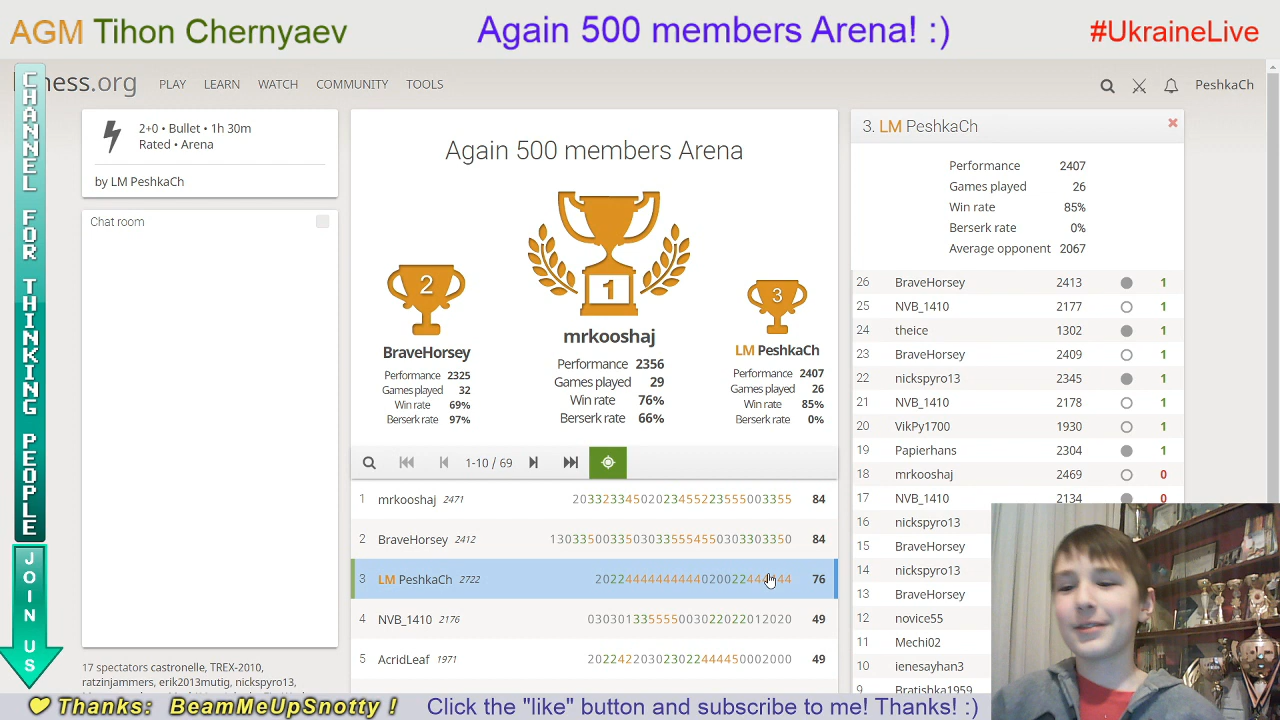 AGM Tihon Chernyaev
Again 500 members Arena! :)
#UkraineLive
CHANNEL FOR THINKING PEOPLE
JOIN US
hess.org
PLAY LEARN WATCH COMMUNITY TOOLS
PeshkaCh
2+0 • Bullet • 1h 30m
Rated • Arena
by LM PeshkaCh
Chat room
17 spectators castronelle, TREX-2010,
ratzinjammers, erik2013mutig, nickspyro13,
Again 500 members Arena
2
BraveHorsey
Performance 2325
Games played 32
Win rate 69%
Berserk rate 97%
1
mrkooshaj
Performance 2356
Games played 29
Win rate 76%
Berserk rate 66%
3
LM PeshkaCh
Performance 2407
Games played 26
Win rate 85%
Berserk rate 0%
1-10 / 69
1 mrkooshaj 2471 20332334502023455223555003355 84
2 BraveHorsey 2412 13033500335030335554550303303350 84
3 LM PeshkaCh 2722 76
4 NVB_1410 2176 49
5 AcridLeaf 1971 49
3. LM PeshkaCh
Performance 2407
Games played 26
Win rate 85%
Berserk rate 0%
Average opponent 2067
26 BraveHorsey 2413 1
25 NVB_1410 2177 1
24 theice 1302 1
23 BraveHorsey 2409 1
22 nickspyro13 2345 1
21 NVB_1410 2178 1
20 VikPy1700 1930 1
19 Papierhans 2304 1
18 mrkooshaj 2469 0
17 NVB_1410 2134 0
16 nickspyro13
15 BraveHorsey
14 nickspyro13
13 BraveHorsey
12 novice55
11 Mechi02
10 ienesayhan3
9 Bratishka1959
Thanks: BeamMeUpSnotty !
Click the "like" button and subscribe to me! Thanks! :)